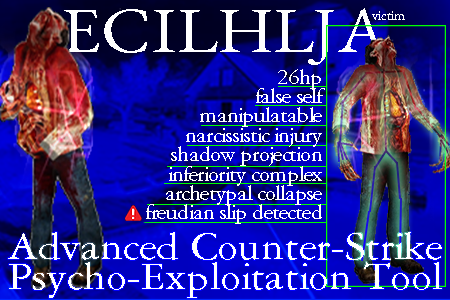 ECILHLJA
victim
26hp
false self
manipulatable
narcissistic injury
shadow projection
inferiority complex
archetypal collapse
freudian slip detected
Advanced Counter-Strike
Psycho-Exploitation Tool